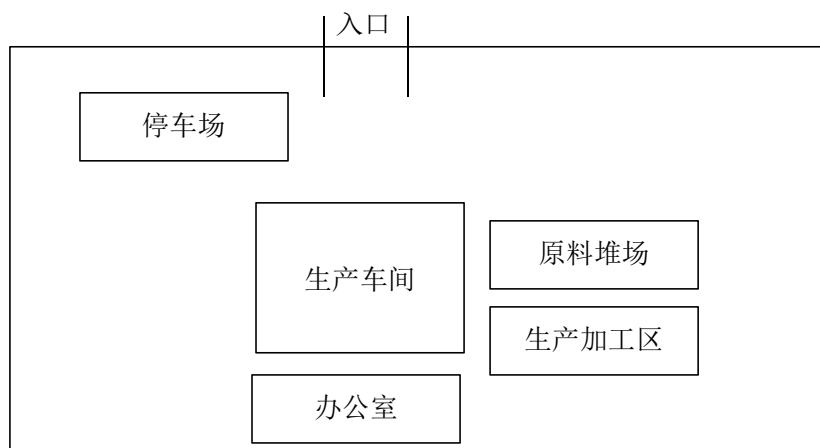 入口
停车场
生产车间
原料堆场
生产加工区
办公室